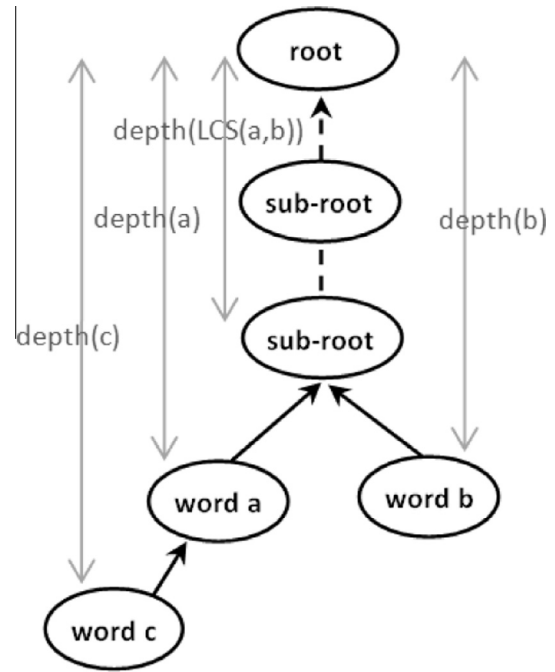 root
depth(LCS(a,b))
sub-root
depth(a)
depth(b)
sub-root
depth(c)
word a
word b
word c